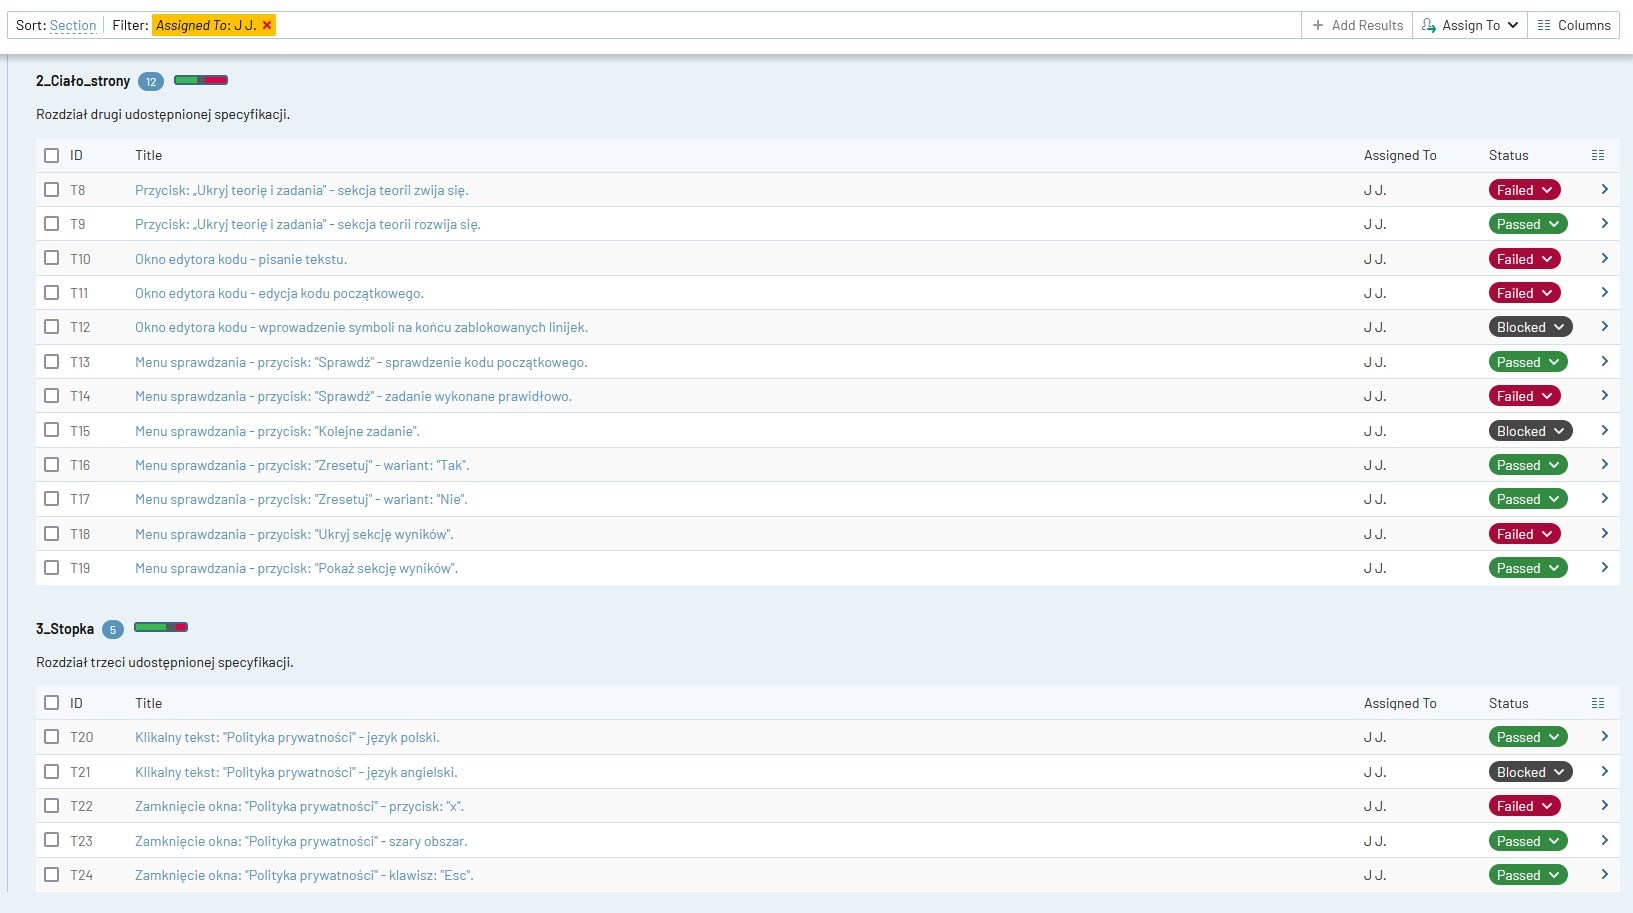 Sort: Section Filter: Assigned To: J J. × Add Results Assign To Columns
2_Ciało_strony 12
Rozdział drugi udostępnionej specyfikacji.
ID Title Assigned To Status
T8 Przycisk: „Ukryj teorię i zadania" - sekcja teorii zwija się. J J. Failed
T9 Przycisk: „Ukryj teorię i zadania" - sekcja teorii rozwija się. J J. Passed
T10 Okno edytora kodu - pisanie tekstu. J J. Failed
T11 Okno edytora kodu - edycja kodu początkowego. J J. Failed
T12 Okno edytora kodu - wprowadzenie symboli na końcu zablokowanych linijek. J J. Blocked
T13 Menu sprawdzania - przycisk: "Sprawdź" - sprawdzenie kodu początkowego. J J. Passed
T14 Menu sprawdzania - przycisk: "Sprawdź" - zadanie wykonane prawidłowo. J J. Failed
T15 Menu sprawdzania - przycisk: "Kolejne zadanie". J J. Blocked
T16 Menu sprawdzania - przycisk: "Zresetuj" - wariant: "Tak". J J. Passed
T17 Menu sprawdzania - przycisk: "Zresetuj" - wariant: "Nie". J J. Passed
T18 Menu sprawdzania - przycisk: "Ukryj sekcję wyników". J J. Failed
T19 Menu sprawdzania - przycisk: "Pokaż sekcję wyników". J J. Passed
3_Stopka 5
Rozdział trzeci udostępnionej specyfikacji.
ID Title Assigned To Status
T20 Klikalny tekst: "Polityka prywatności" - język polski. J J. Passed
T21 Klikalny tekst: "Polityka prywatności" - język angielski. J J. Blocked
T22 Zamknięcie okna: "Polityka prywatności" - przycisk: "x". J J. Failed
T23 Zamknięcie okna: "Polityka prywatności" - szary obszar. J J. Passed
T24 Zamknięcie okna: "Polityka prywatności" - klawisz: "Esc". J J. Passed